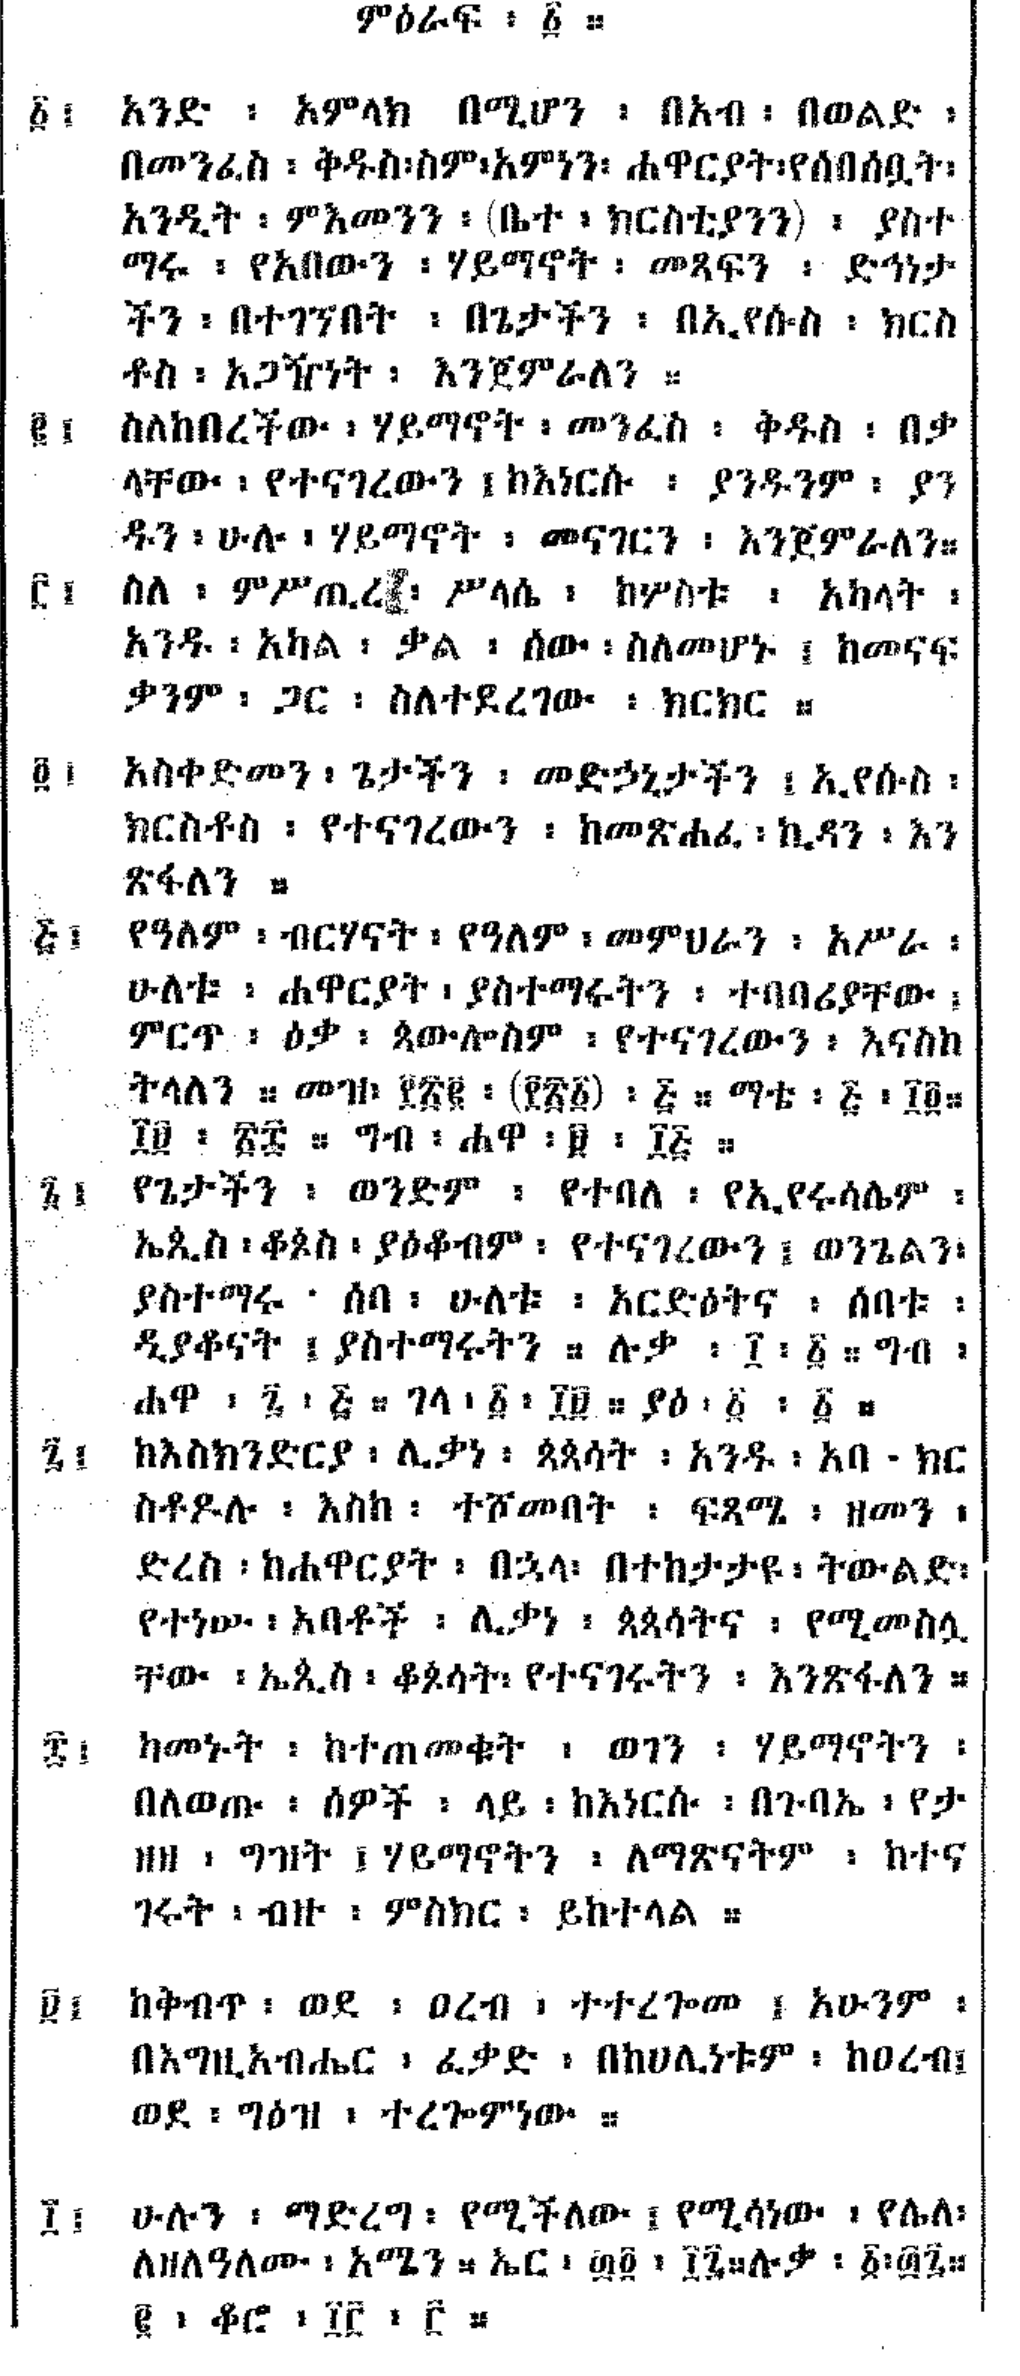 ምዕራፍ ፡ ፩ ።
፩ ፤ አንድ ፡ አምላክ በሚሆን ፡ በአብ ፡ በወልድ ፡
በመንፈስ ፡ ቅዱስ፡ስም፡አምነን፡ ሐዋርያት፡የሰበሰቧት፡
አንዲት ፡ ምእመንን ፡ (ቤተ ፡ ክርስቲያንን) ፡ ያስተ
ማሩ ፡ የአበውን ፡ ሃይማኖት ፡ መጻፍን ፡ ድኅነታ
ችን ፡ በተገኘበት ፡ በጌታችን ፡ በኢየሱስ ፡ ክርስ
ቶስ ፡ አጋዥነት ፡ እንጀምራለን ።
፪ ፤ ስለከበረችው ፡ ሃይማኖት ፡ መንፈስ ፡ ቅዱስ ፡ በቃ
ላቸው ፡ የተናገረውን ፤ ከእነርሱ ፡ ያንዱንም ፡ ያን
ዱን ፡ ሁሉ ፡ ሃይማኖት ፡ መናገርን ፡ እንጀምራለን።
፫ ፤ ስለ ፡ ምሥጢረ፡ ሥላሴ ፡ ከሦስቱ ፡ አካላት ፡
አንዱ ፡ አካል ፡ ቃል ፡ ሰው ፡ ስለመሆኑ ፤ ከመናፍ
ቃንም ፡ ጋር ፡ ስለተደረገው ፡ ክርክር ።
፬ ፤ አስቀድመን ፡ ጌታችን ፡ መድኃኒታችን ፤ ኢየሱስ ፡
ክርስቶስ ፡ የተናገረውን ፡ ከመጽሐፈ ፡ ኪዳን ፡ እን
ጽፋለን ።
፭ ፤ የዓለም ፡ ብርሃናት ፡ የዓለም ፡ መምህራን ፡ አሥራ ፡
ሁለቱ ፡ ሐዋርያት ፡ ያስተማሩትን ፡ ተባባሪያቸው ፤
ምርጥ ፡ ዕቃ ፡ ጳውሎስም ፡ የተናገረውን ፡ እናስከ
ትላለን ። መዝ፡ ፻፳፪ ፡ (፻፳፩) ፡ ፭ ። ማቴ ፡ ፭ ፡ ፲፬።
፲፱ ፡ ፳፰ ። ግብ ፡ ሐዋ ፡ ፱ ፡ ፲፭ ።
፮ ፤ የጌታችን ፡ ወንድም ፡ የተባለ ፡ የኢየሩሳሌም ፡
ኤጲስ ፡ ቆጶስ ፡ ያዕቆብም ፡ የተናገረውን ፤ ወንጌልን፡
ያስተማሩ ፡ ሰባ ፡ ሁለቱ ፡ አርድዕትና ፡ ሰባቱ ፡
ዲያቆናት ፤ ያስተማሩትን ። ሉቃ ፡ ፲ ፡ ፩ ። ግብ ፡
ሐዋ ፡ ፮ ፡ ፭ ። ገላ ፡ ፩ ፡ ፲፱ ። ያዕ ፡ ፩ ፡ ፩ ።
፯ ፤ ከእስክንድርያ ፡ ሊቃነ ፡ ጳጳሳት ፡ አንዱ ፡ አባ - ክር
ስቶዶሉ ፡ እስከ ፡ ተሾመበት ፡ ፍጻሜ ፡ ዘመን ፡
ድረስ ፡ ከሐዋርያት ፡ በኋላ፡ በተከታታዩ ፡ ትውልድ፡
የተነሡ ፡ አባቶች ፡ ሊቃነ ፡ ጳጳሳትና ፡ የሚመስሏ
ቸው ፡ ኤጲስ ፡ ቆጶሳት፡ የተናገሩትን ፡ እንጽፋለን ።
፰ ፤ ካመኑት ፡ ከተጠመቁት ፡ ወገን ፡ ሃይማኖትን ፡
በለወጡ ፡ ሰዎች ፡ ላይ ፡ ከእነርሱ ፡ በጉባኤ ፡ የታ
ዘዘ ፡ ግዝት ፤ ሃይማኖትን ፡ ለማጽናትም ፡ ከተና
ገሩት ፡ ብዙ ፡ ምስክር ፡ ይከተላል ።
፱ ፤ ከቅብጥ ፡ ወደ ፡ ዐረብ ፡ ተተረጐመ ፤ አሁንም ፡
በእግዚአብሔር ፡ ፈቃድ ፡ በከሀሊነቱም ፡ ከዐረብ፤
ወደ ፡ ግዕዝ ፡ ተረጐምነው ።
፲ ፤ ሁሉን ፡ ማድረግ ፡ የሚችለው ፤ የሚሳነው ፡ የሌለ፡
ለዘለዓለሙ ፡ አሜን ። ኤር ፡ ፴፪ ፡ ፲፯።ሉቃ ፡ ፩፡፴፯።
፪ ፡ ቆሮ ፡ ፲፫ ፡ ፫ ።